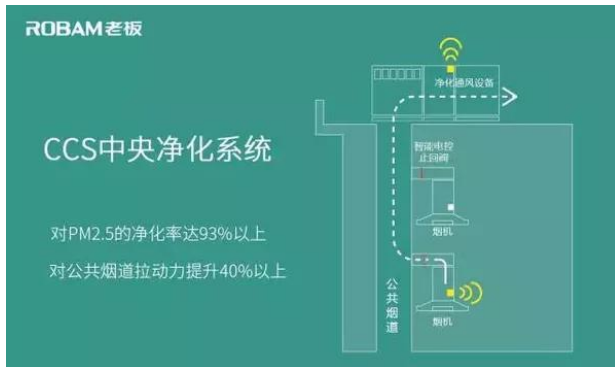 ROBAM老板
净化通风设备
CCS中央净化系统
智能电控
止回阀
烟机
对PM2.5的净化率达93%以上
对公共烟道拉动力提升40%以上
公共烟道
烟机